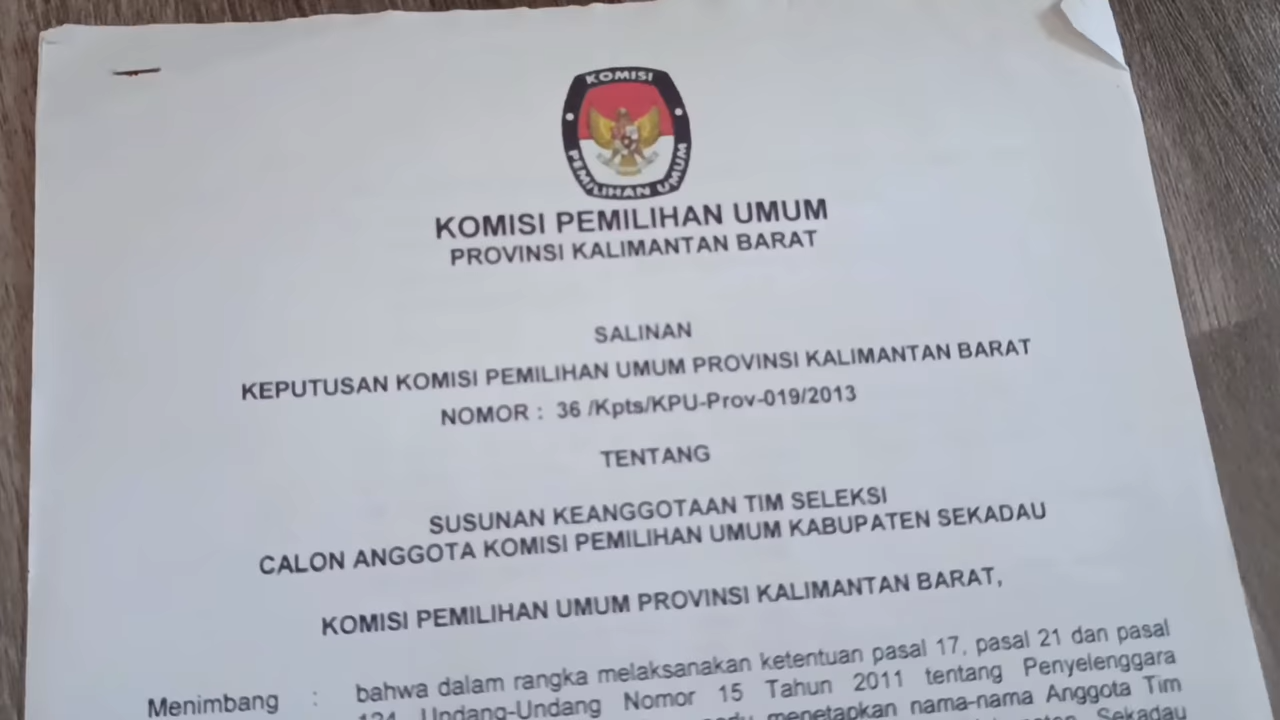 KOMISI
PEMILIHAN UMUM
KOMISI PEMILIHAN UMUM
PROVINSI KALIMANTAN BARAT
SALINAN
KEPUTUSAN KOMISI PEMILIHAN UMUM PROVINSI KALIMANTAN BARAT
NOMOR : 36 /Kpts/KPU-Prov-019/2013
TENTANG
SUSUNAN KEANGGOTAAN TIM SELEKSI
CALON ANGGOTA KOMISI PEMILIHAN UMUM KABUPATEN SEKADAU
KOMISI PEMILIHAN UMUM PROVINSI KALIMANTAN BARAT,
Menimbang : bahwa dalam rangka melaksanakan ketentuan pasal 17, pasal 21 dan pasal
124 Undang-Undang Nomor 15 Tahun 2011 tentang Penyelenggara
menetapkan nama-nama Anggota Tim
Sekadau